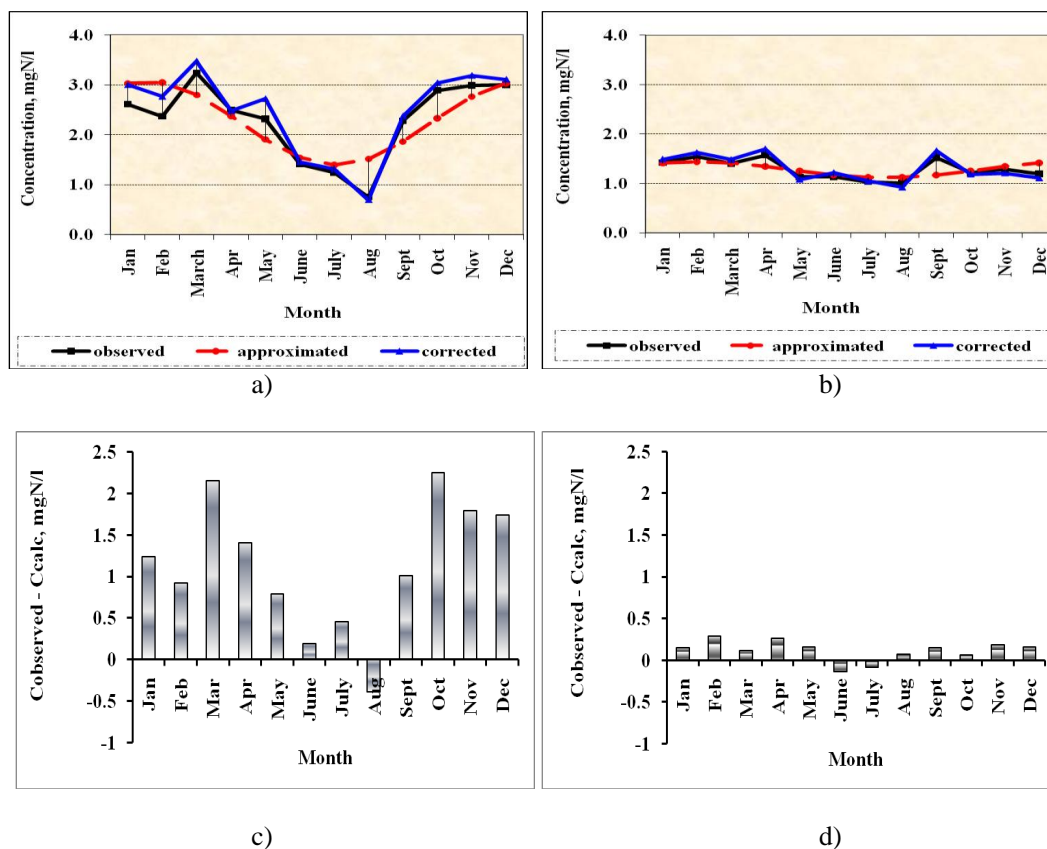 4.0
3.0
2.0
1.0
0.0
Concentration, mgN/l
Jan
Feb
March
Apr
May
June
July
Aug
Sept
Oct
Nov
Dec
Month
observed approximated corrected
a)
4.0
3.0
2.0
1.0
0.0
Concentration, mgN/l
Jan
Feb
March
Apr
May
June
July
Aug
Sept
Oct
Nov
Dec
Month
observed approximated corrected
b)
2.5
2
1.5
1
0.5
0
-0.5
-1
Cobserved - Ccalc, mgN/l
Jan
Feb
Mar
Apr
May
June
July
Aug
Sept
Oct
Nov
Dec
Month
c)
2.5
2
1.5
1
0.5
0
-0.5
-1
Cobserved - Ccalc, mgN/l
Jan
Feb
Mar
Apr
May
June
July
Aug
Sept
Oct
Nov
Dec
Month
d)